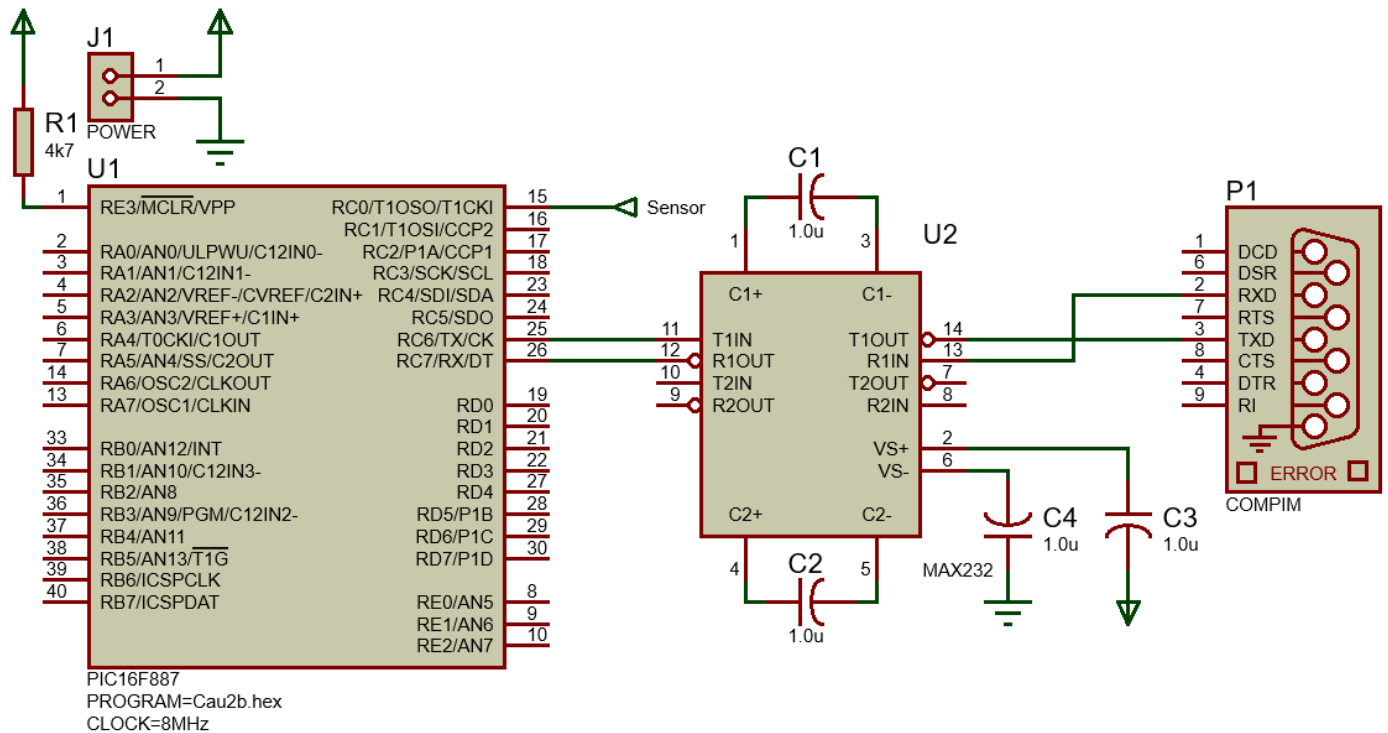 J1
1
2
POWER
R1
4k7
U1
1 RE3/MCLR/VPP
2 RA0/AN0/ULPWU/C12IN0-
3 RA1/AN1/C12IN1-
4 RA2/AN2/VREF-/CVREF/C2IN+
5 RA3/AN3/VREF+/C1IN+
6 RA4/T0CKI/C1OUT
7 RA5/AN4/SS/C2OUT
14 RA6/OSC2/CLKOUT
13 RA7/OSC1/CLKIN
33 RB0/AN12/INT
34 RB1/AN10/C12IN3-
35 RB2/AN8
36 RB3/AN9/PGM/C12IN2-
37 RB4/AN11
38 RB5/AN13/T1G
39 RB6/ICSPCLK
40 RB7/ICSPDAT
RC0/T1OSO/T1CKI 15
RC1/T1OSI/CCP2 16
RC2/P1A/CCP1 17
RC3/SCK/SCL 18
RC4/SDI/SDA 23
RC5/SDO 24
RC6/TX/CK 25
RC7/RX/DT 26
RD0 19
RD1 20
RD2 21
RD3 22
RD4 27
RD5/P1B 28
RD6/P1C 29
RD7/P1D 30
RE0/AN5 8
RE1/AN6 9
RE2/AN7 10
PIC16F887
PROGRAM=Cau2b.hex
CLOCK=8MHz
Sensor
C1
1.0u
U2
1
3
C1+
C1-
11 T1IN
12 R1OUT
10 T2IN
9 R2OUT
T1OUT 14
R1IN 13
T2OUT 7
R2IN 8
VS+ 2
VS- 6
C2+
C2-
4
5
C2
1.0u
MAX232
C4
1.0u
C3
1.0u
P1
1 DCD
6 DSR
2 RXD
7 RTS
3 TXD
8 CTS
4 DTR
9 RI
ERROR
COMPIM